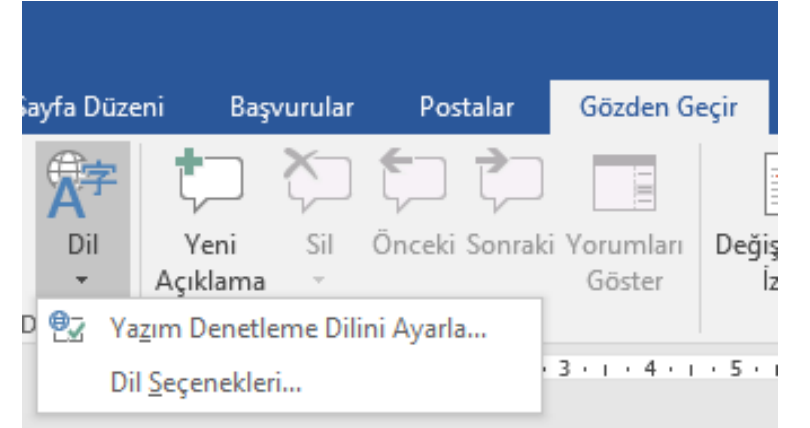 Sayfa Düzeni Başvurular Postalar Gözden Geçir
字
A
Dil Yeni Sil Önceki Sonraki Yorumları
Açıklama Göster
Yazım Denetleme Dilini Ayarla...
Dil Seçenekleri...
3 4 5